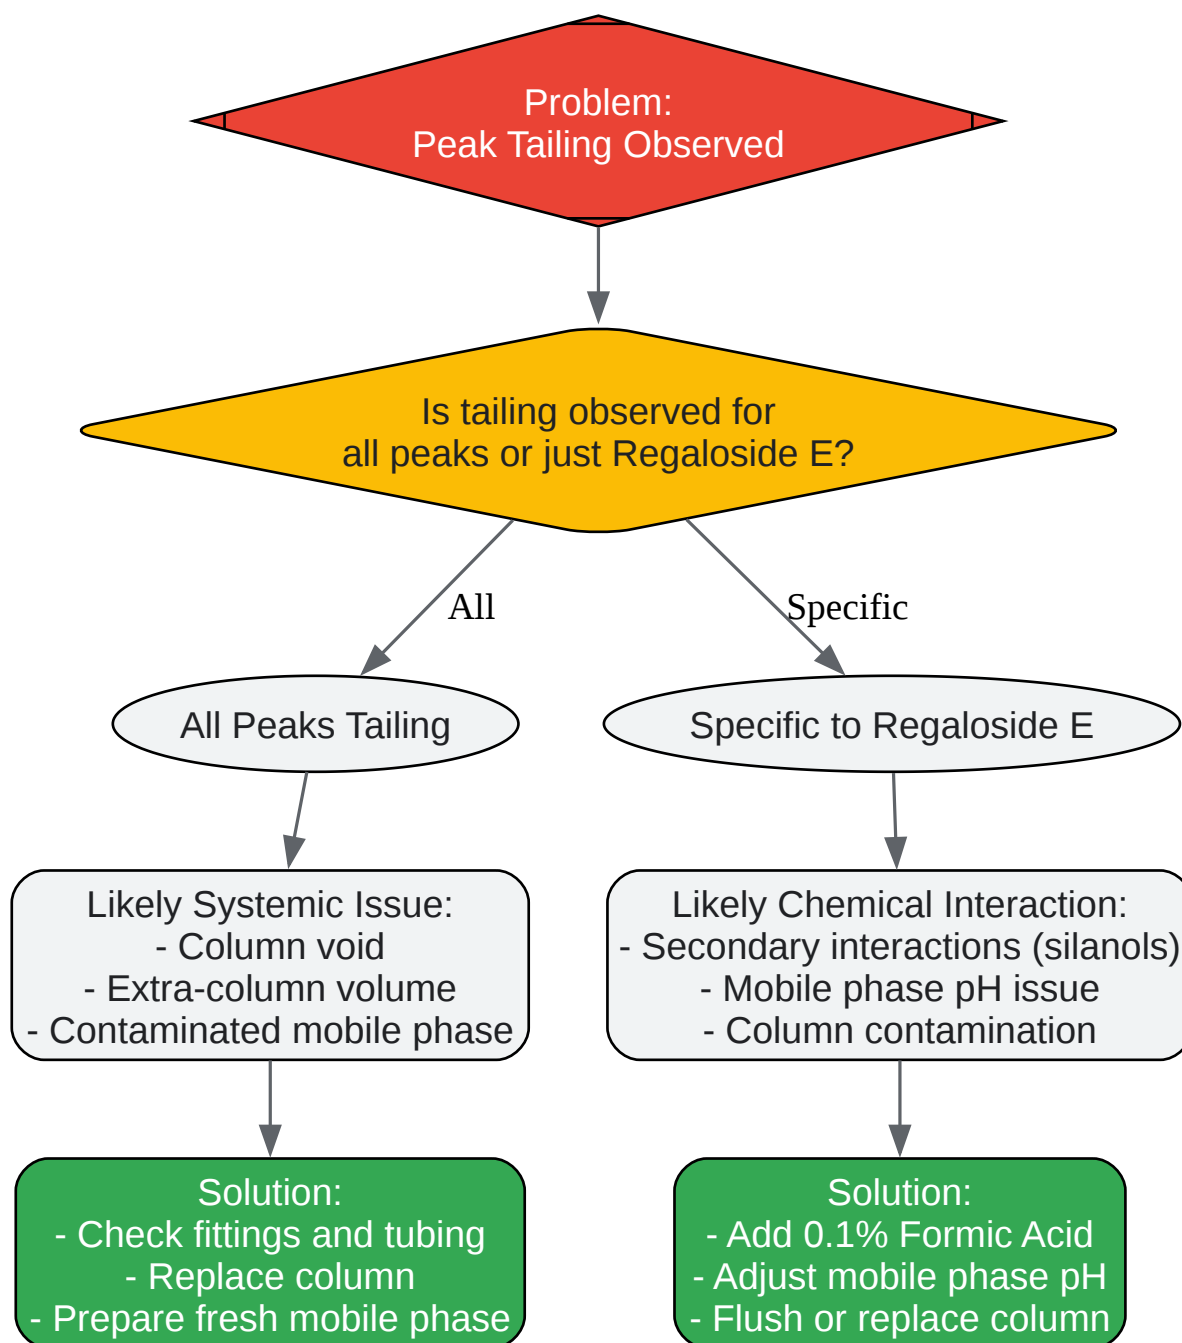 Problem:
Peak Tailing Observed
Is tailing observed for
all peaks or just Regaloside E?
All
Specific
All Peaks Tailing
Specific to Regaloside E
Likely Systemic Issue:
- Column void
- Extra-column volume
- Contaminated mobile phase
Likely Chemical Interaction:
- Secondary interactions (silanols)
- Mobile phase pH issue
- Column contamination
Solution:
- Check fittings and tubing
- Replace column
- Prepare fresh mobile phase
Solution:
- Add 0.1% Formic Acid
- Adjust mobile phase pH
- Flush or replace column